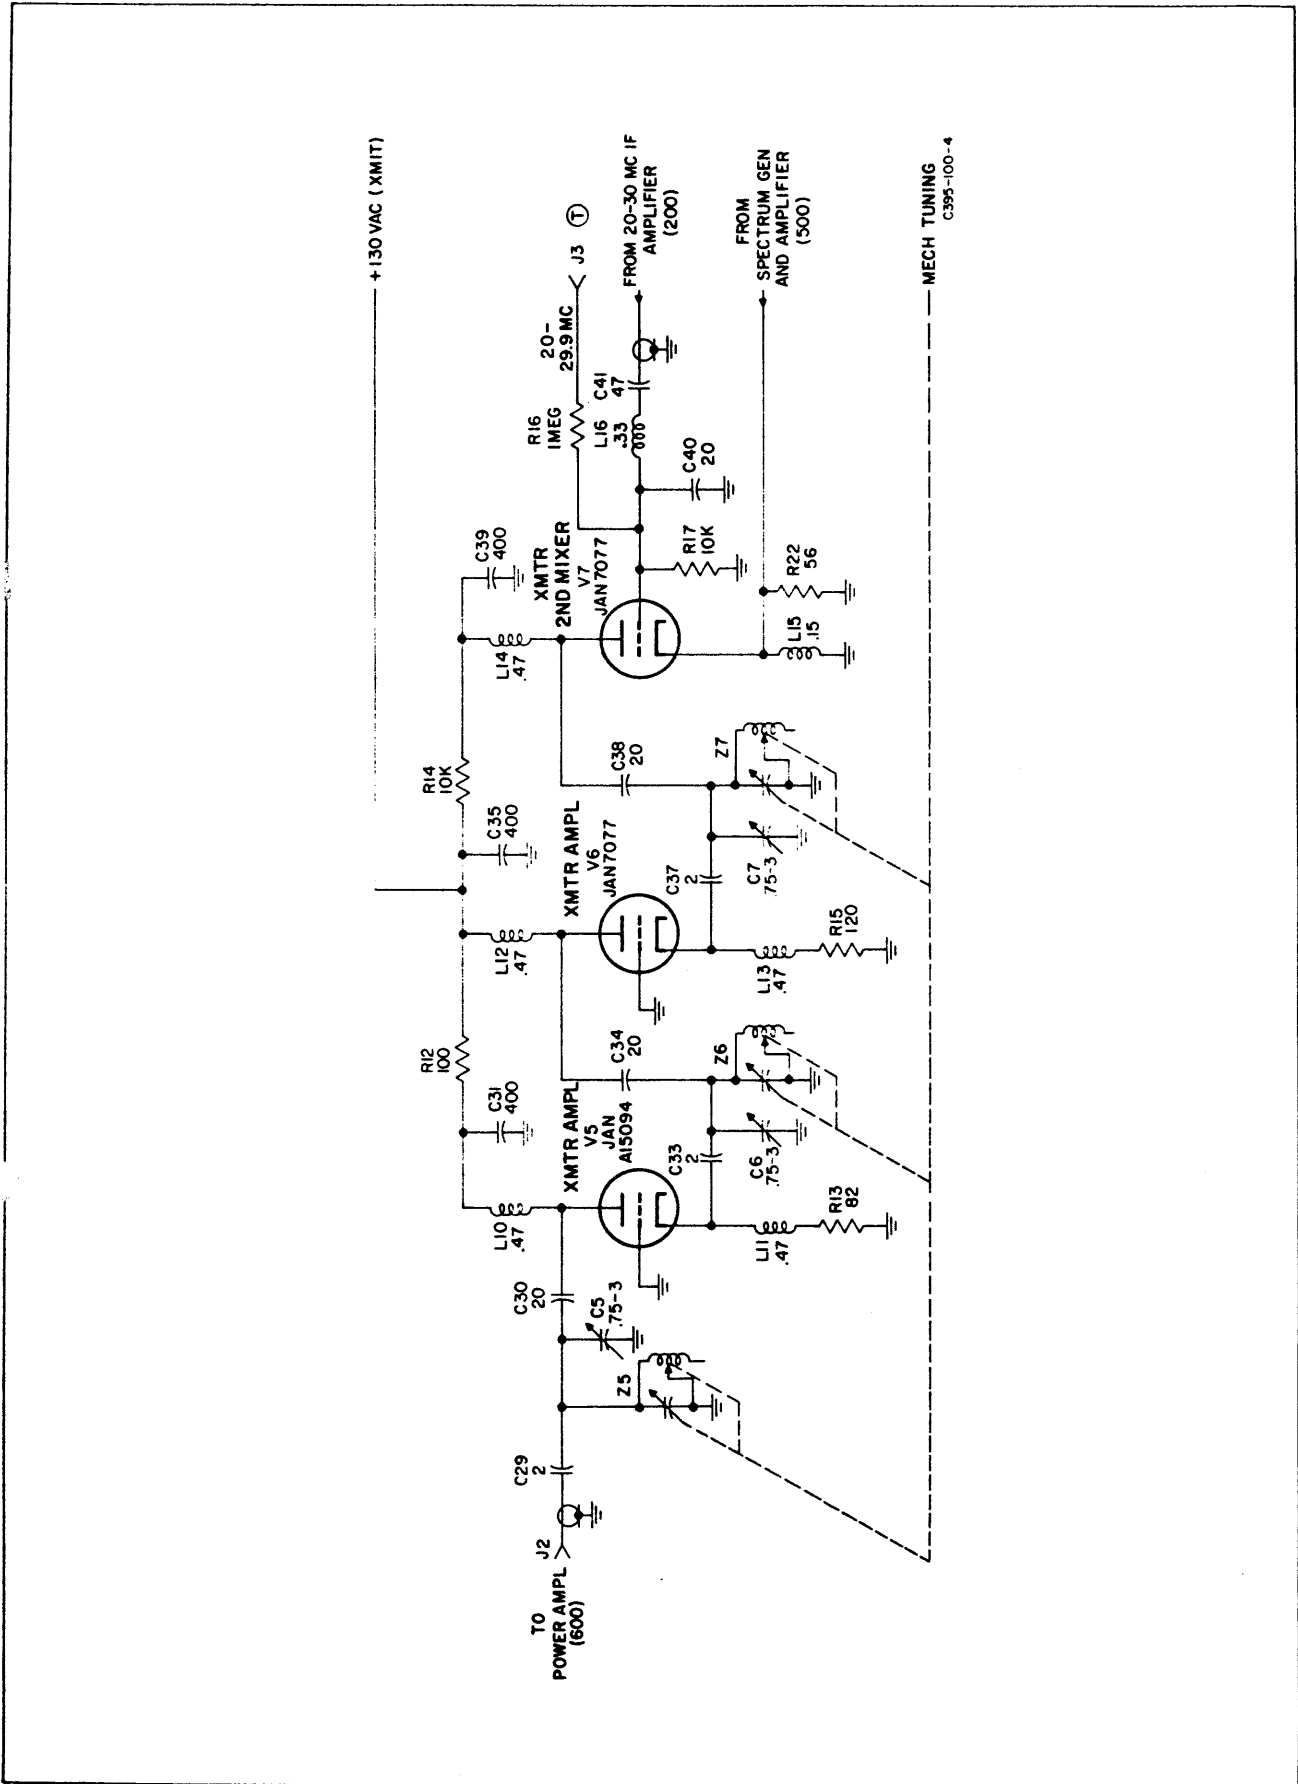 +130 VAC (XMIT)
R12
100
R14
10K
C31
400
C35
400
C39
400
L10
.47
L12
.47
L14
.47
TO
POWER AMPL
(600)
J2
C29
2
C30
20
C5
.75-3
Z5
XMTR AMPL
V5
JAN
A15094
C33
2
C34
20
C6
.75-3
Z6
L11
.47
R13
82
XMTR AMPL
V6
JAN7077
C37
2
C38
20
C7
.75-3
Z7
L13
.47
R15
120
XMTR
2ND MIXER
V7
JAN7077
R17
10K
C40
20
R16
1MEG
L16
.33
C41
47
20-
29.9 MC
J3
T
FROM 20-30 MC IF
AMPLIFIER
(200)
L15
.15
R22
56
FROM
SPECTRUM GEN
AND AMPLIFIER
(500)
MECH TUNING
C395-100-4